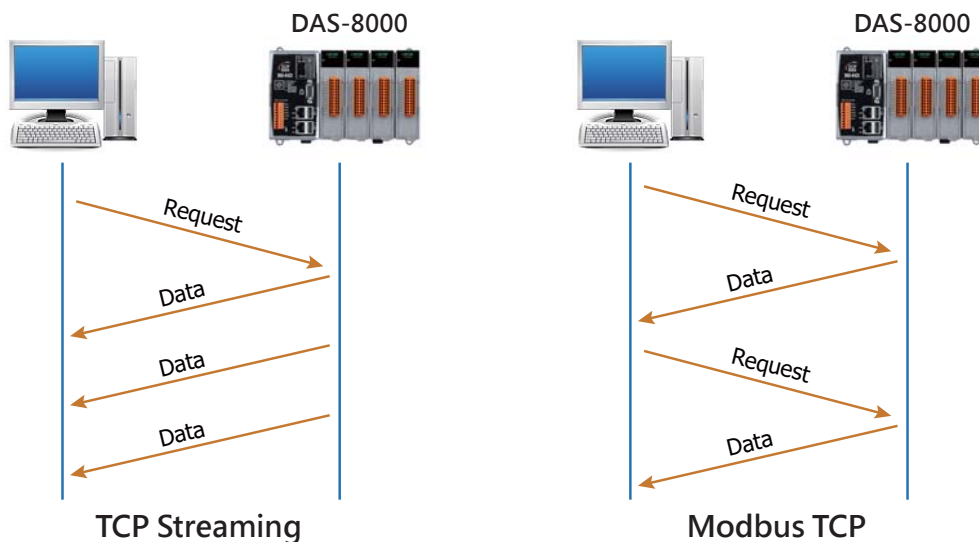 DAS-8000
Request
Data
Data
Data
TCP Streaming
DAS-8000
Request
Data
Request
Data
Modbus TCP